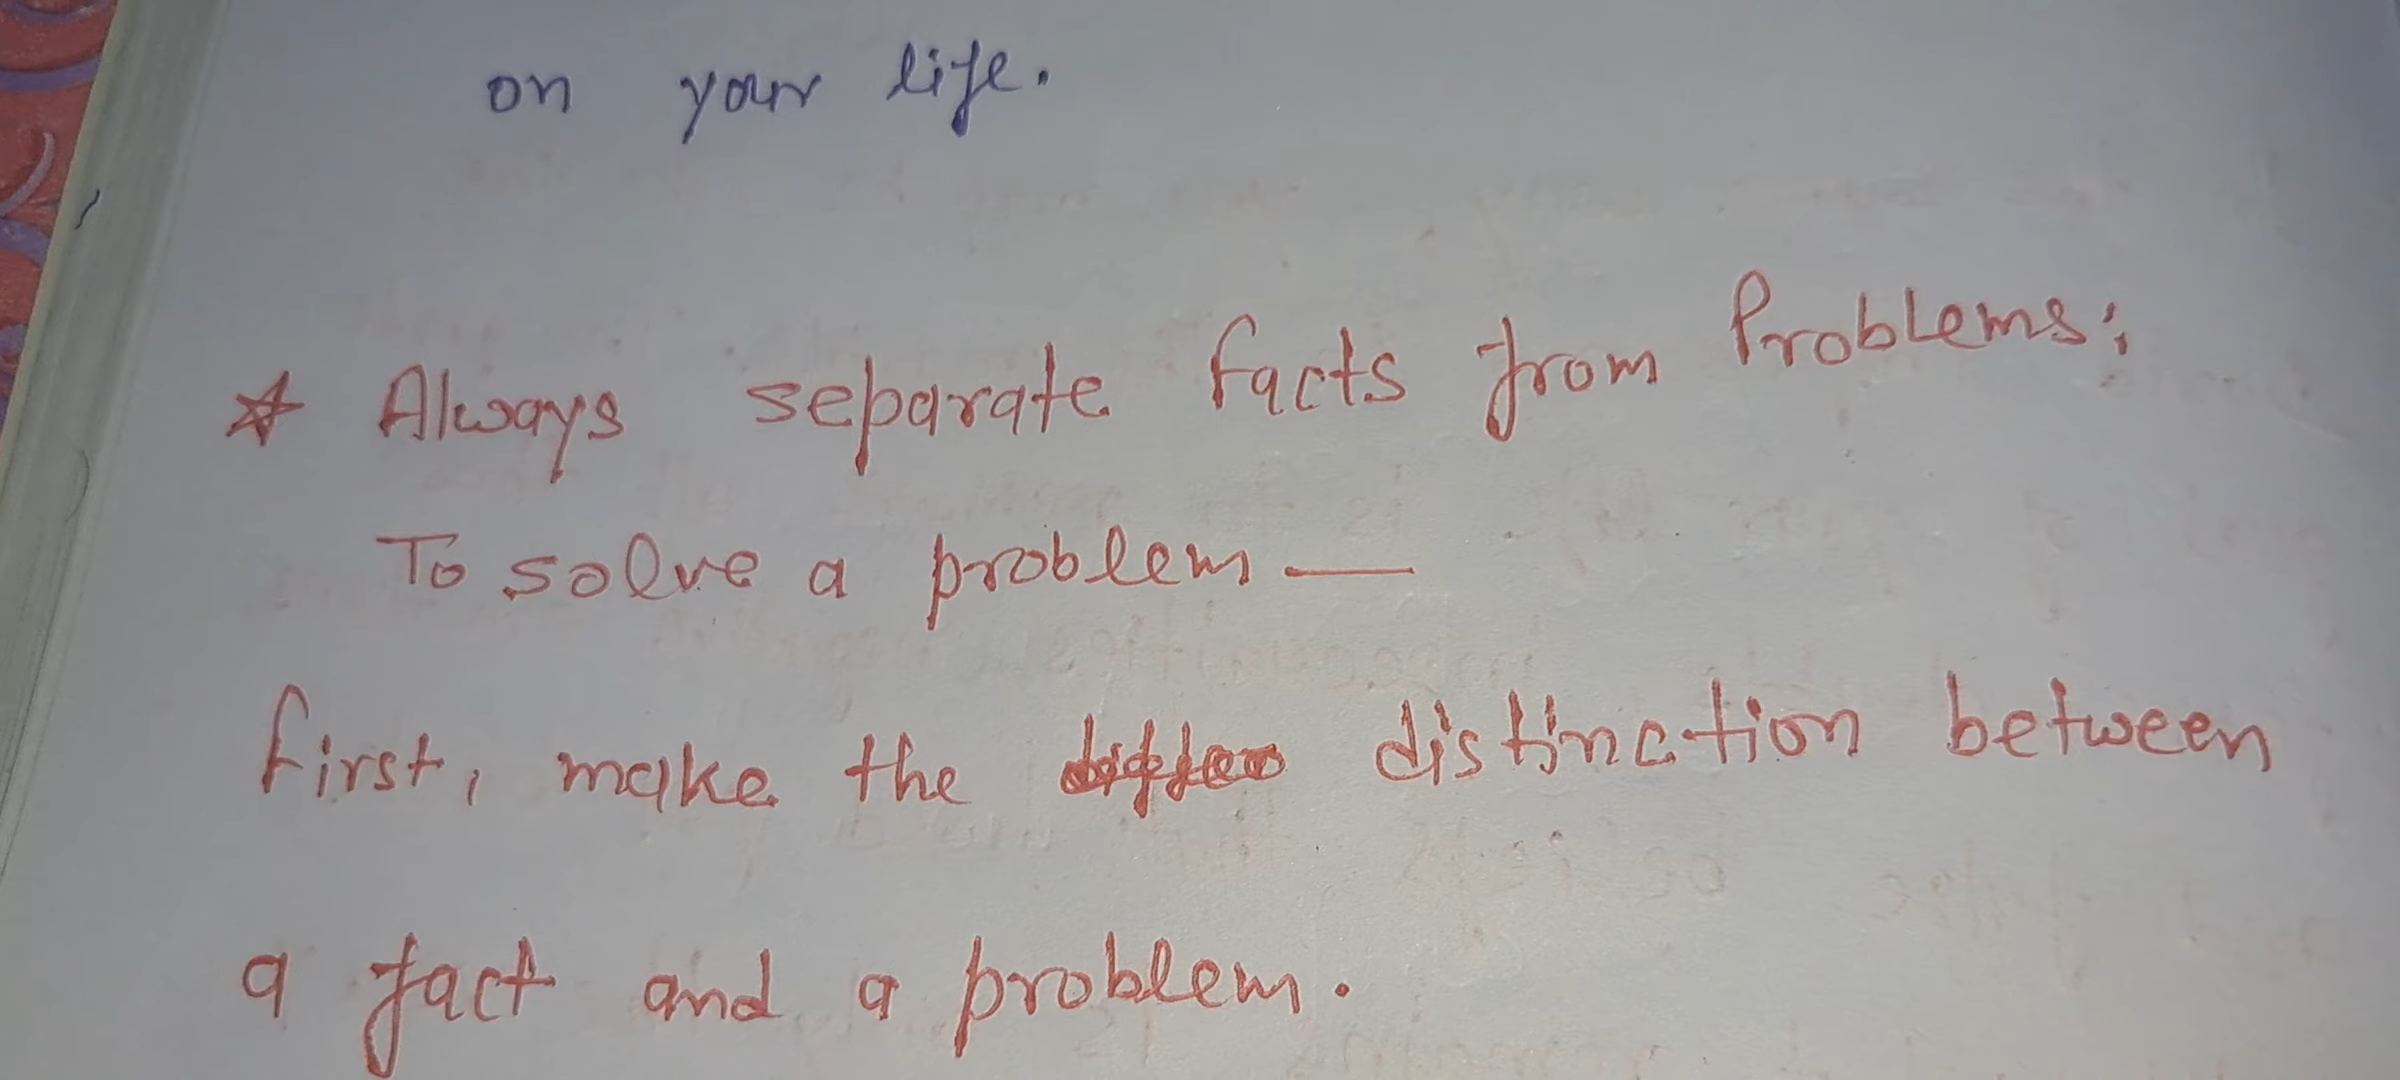 on your life.
* Always separate facts from Problems:
To solve a problem —
first, make the distinction between
a fact and a problem.